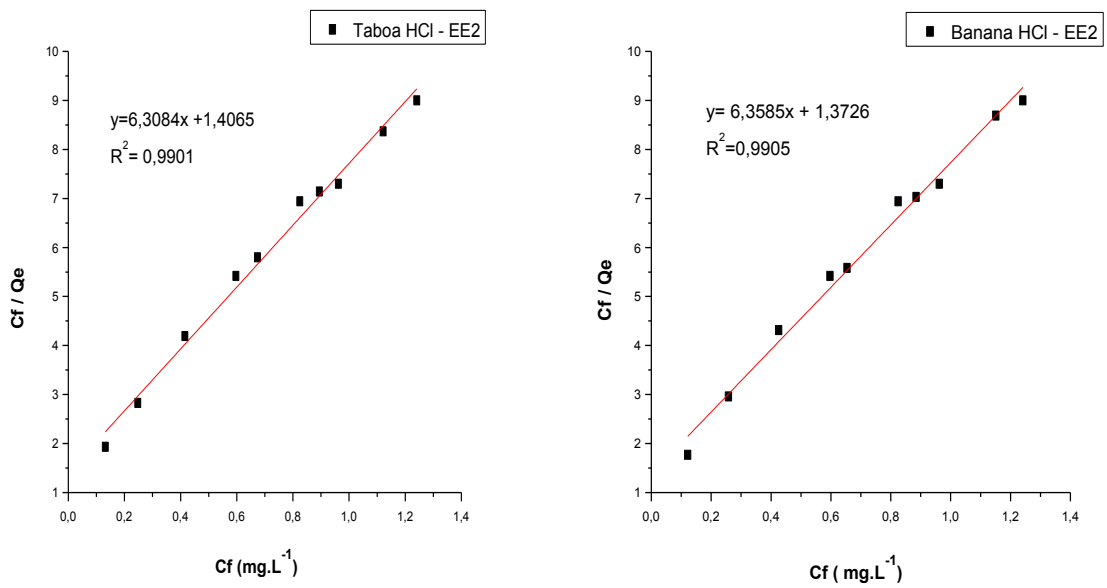 Taboa HCl - EE2
10
9
8
7
6
5
4
3
2
1
Cf / Qe
y=6,3084x +1,4065
R²= 0,9901
0,0 0,2 0,4 0,6 0,8 1,0 1,2 1,4
Cf (mg.L⁻¹)
Banana HCl - EE2
10
9
8
7
6
5
4
3
2
1
Cf / Qe
y= 6,3585x + 1,3726
R²=0,9905
0,0 0,2 0,4 0,6 0,8 1,0 1,2 1,4
Cf ( mg.L⁻¹)